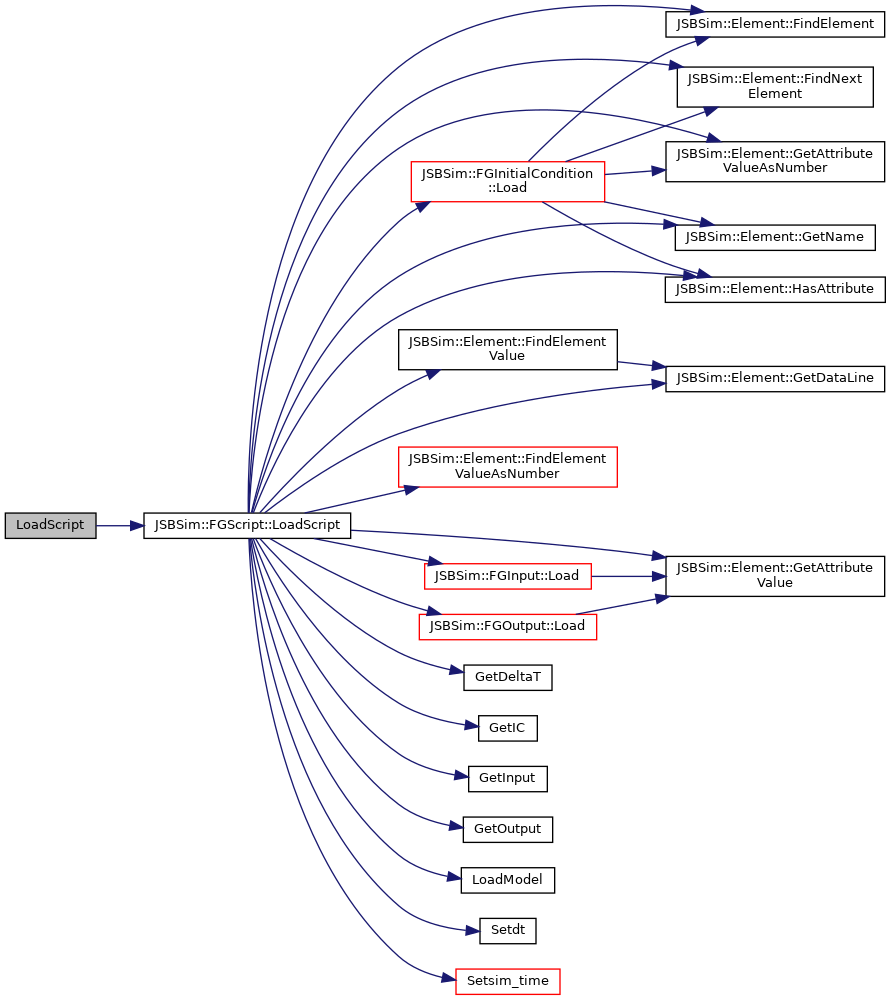 JSBSim::Element::FindElement
JSBSim::Element::FindNext
Element
JSBSim::Element::GetAttribute
ValueAsNumber
JSBSim::FGInitialCondition
::Load
JSBSim::Element::GetName
JSBSim::Element::HasAttribute
JSBSim::Element::FindElement
Value
JSBSim::Element::GetDataLine
JSBSim::Element::FindElement
ValueAsNumber
LoadScript
JSBSim::FGScript::LoadScript
JSBSim::Element::GetAttribute
Value
JSBSim::FGInput::Load
JSBSim::FGOutput::Load
GetDeltaT
GetIC
GetInput
GetOutput
LoadModel
Setdt
Setsim_time